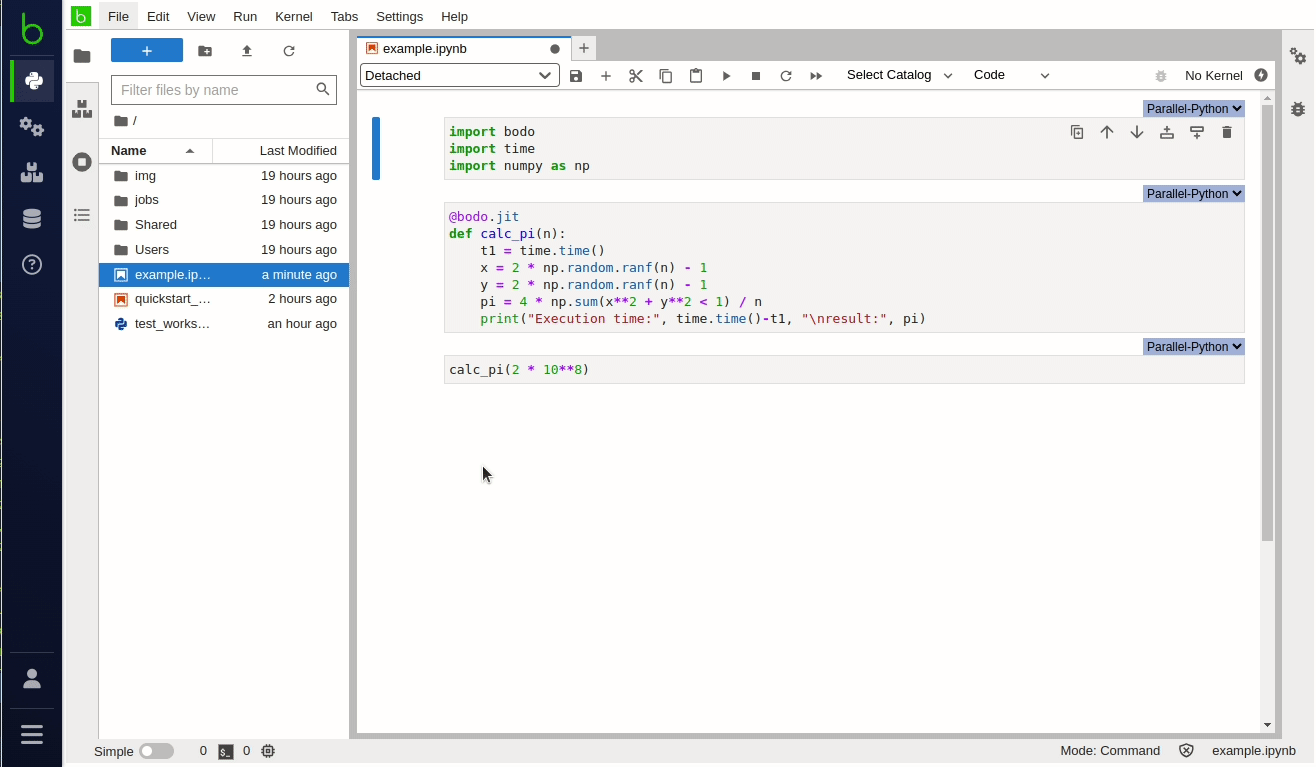 File Edit View Run Kernel Tabs Settings Help
example.ipynb
Detached
Select Catalog
Code
No Kernel
Filter files by name
/
Name Last Modified
img 19 hours ago
jobs 19 hours ago
Shared 19 hours ago
Users 19 hours ago
example.ip… a minute ago
quickstart_… 2 hours ago
test_works… an hour ago
Parallel-Python
import bodo
import time
import numpy as np
Parallel-Python
@bodo.jit
def calc_pi(n):
    t1 = time.time()
    x = 2 * np.random.ranf(n) - 1
    y = 2 * np.random.ranf(n) - 1
    pi = 4 * np.sum(x**2 + y**2 < 1) / n
    print("Execution time:", time.time()-t1, "\nresult:", pi)
Parallel-Python
calc_pi(2 * 10**8)
Simple 0 $_ 0
Mode: Command example.ipynb